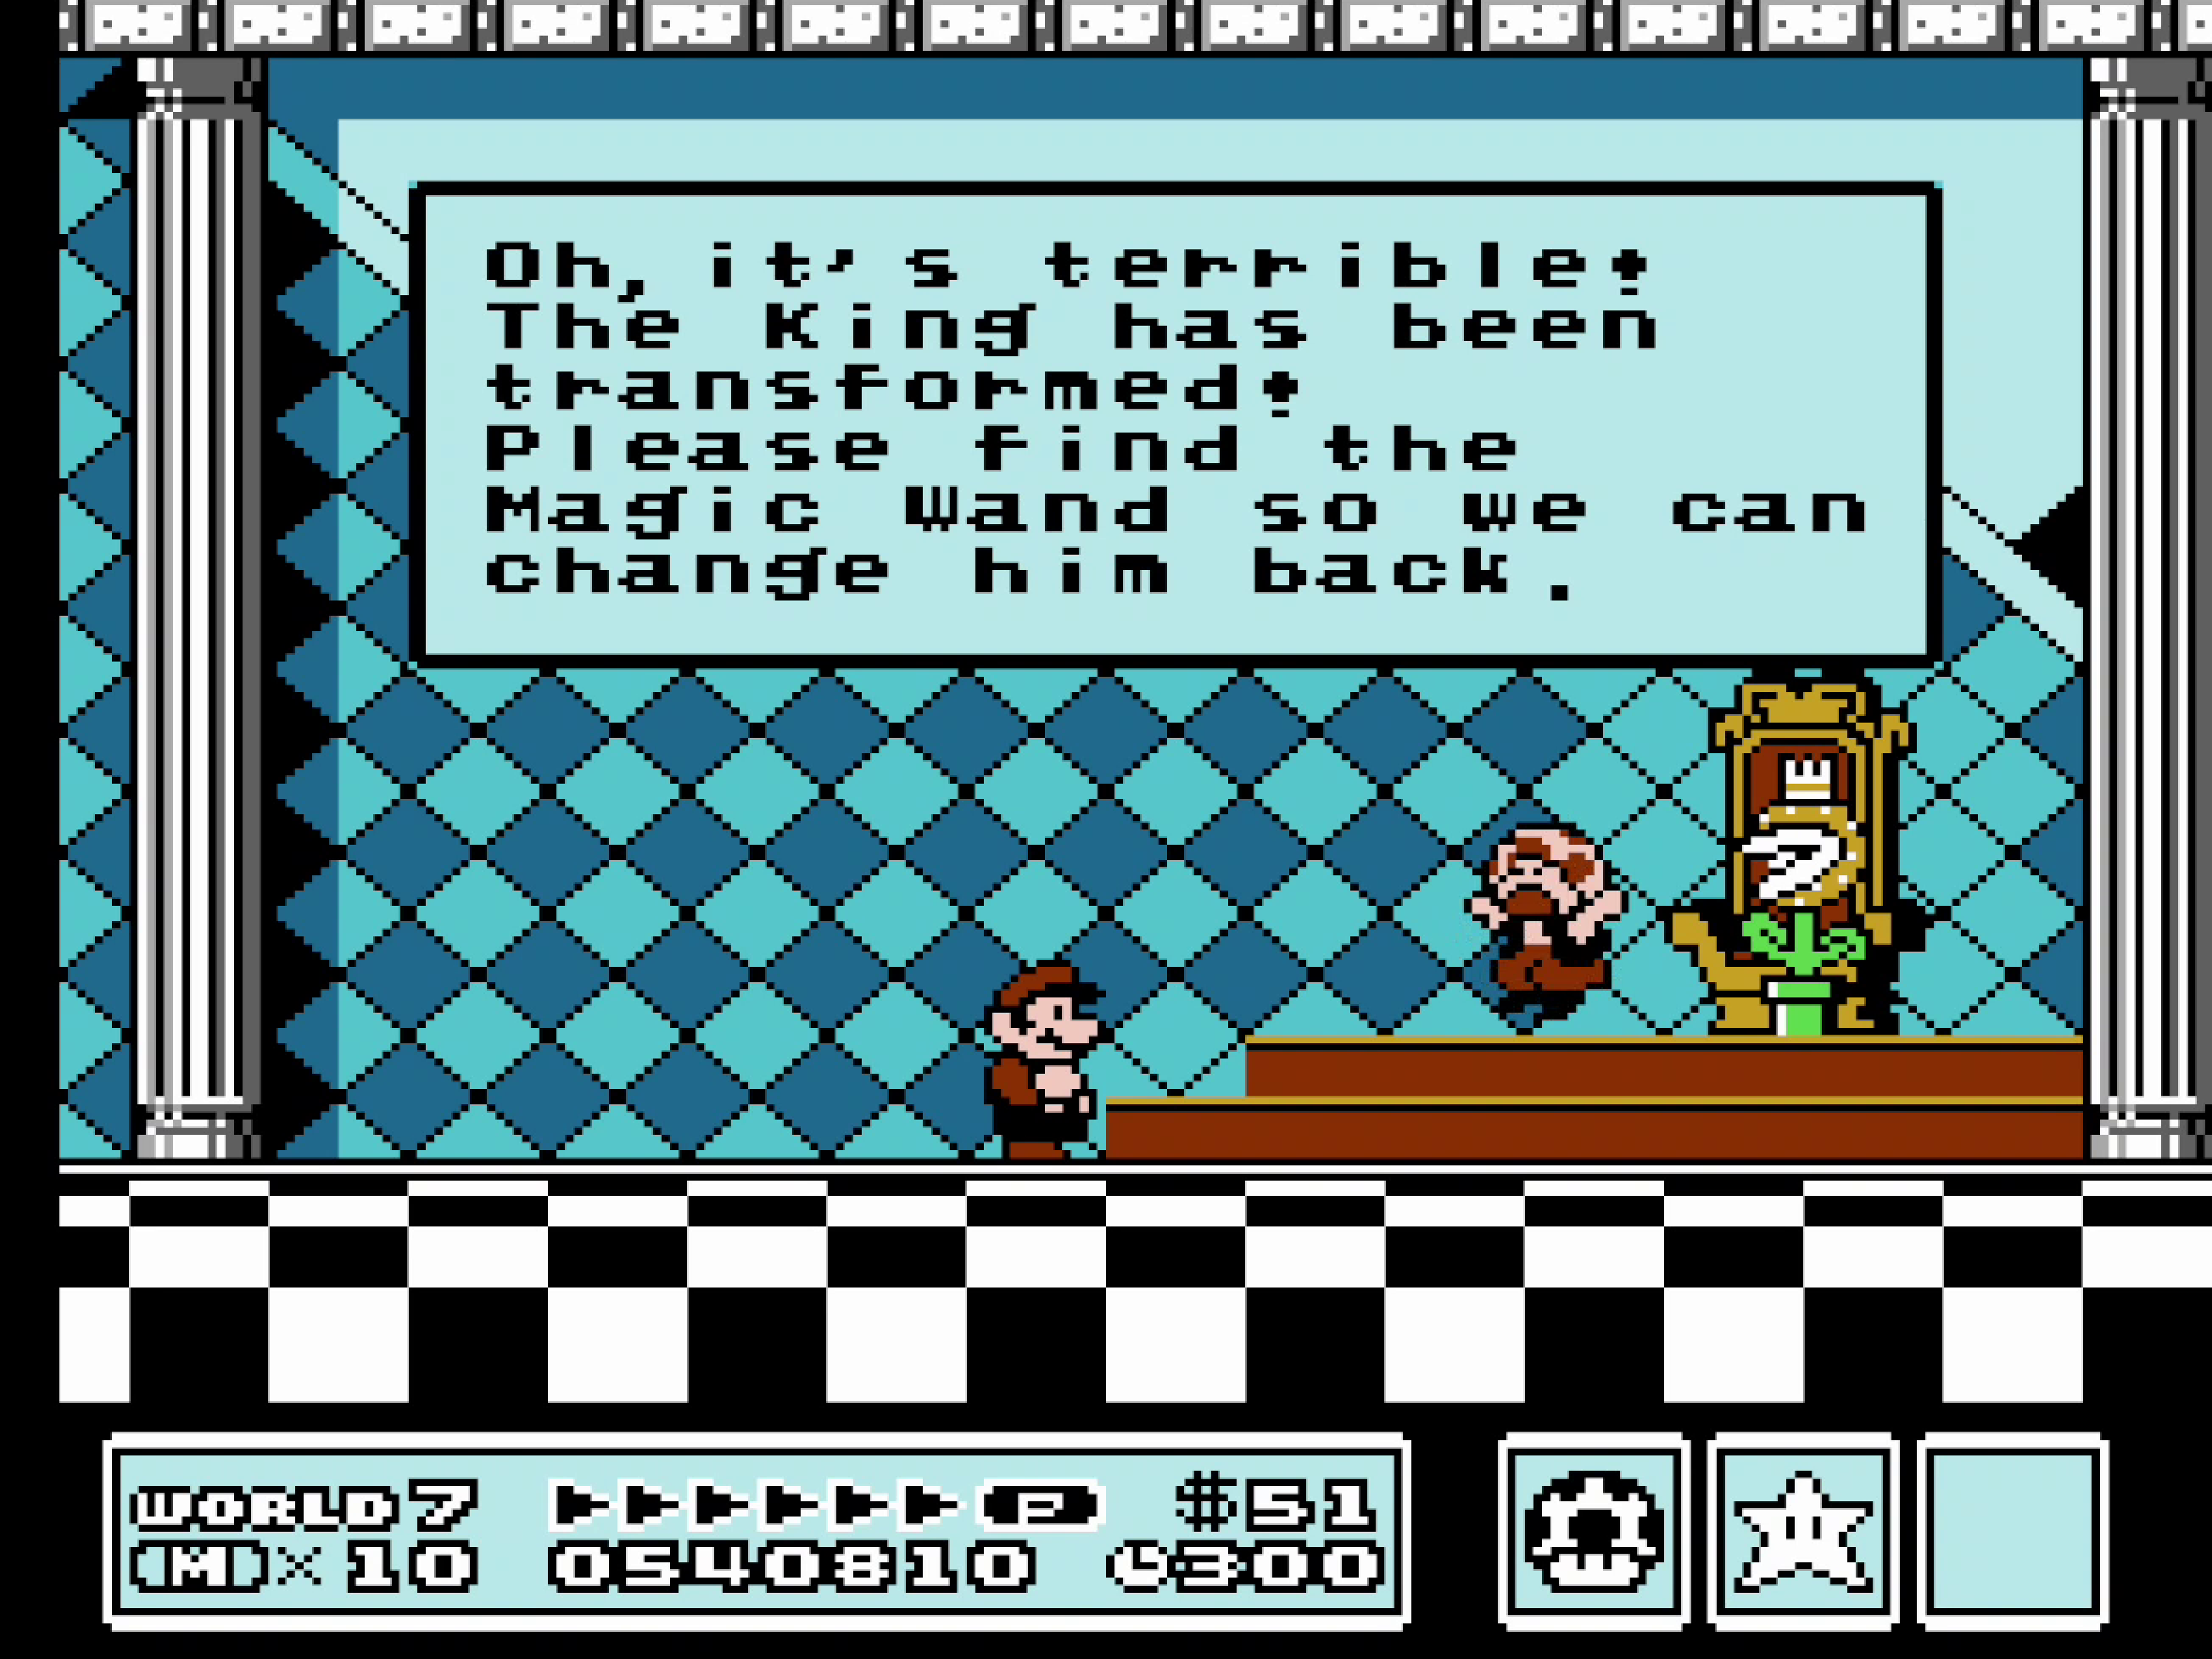 Oh, it's terrible!
The King has been
transformed!
Please find the
Magic Wand so we can
change him back.
WORLD 7 P $51
M × 10 0540810 300